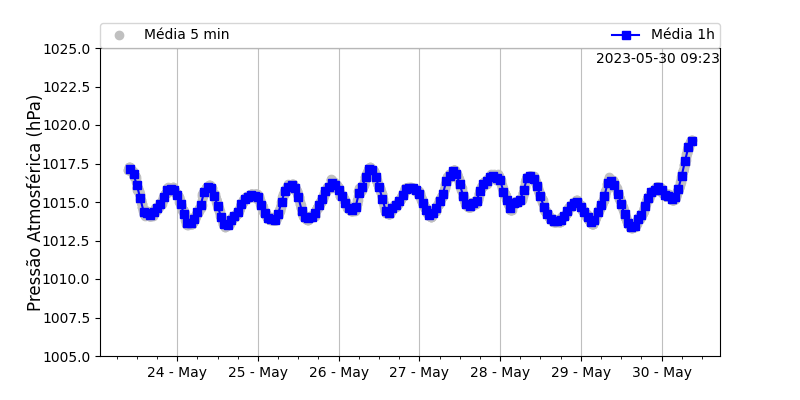 Média 5 min
Média 1h
2023-05-30 09:23
Pressão Atmosférica (hPa)
1025.0
1022.5
1020.0
1017.5
1015.0
1012.5
1010.0
1007.5
1005.0
24 - May
25 - May
26 - May
27 - May
28 - May
29 - May
30 - May